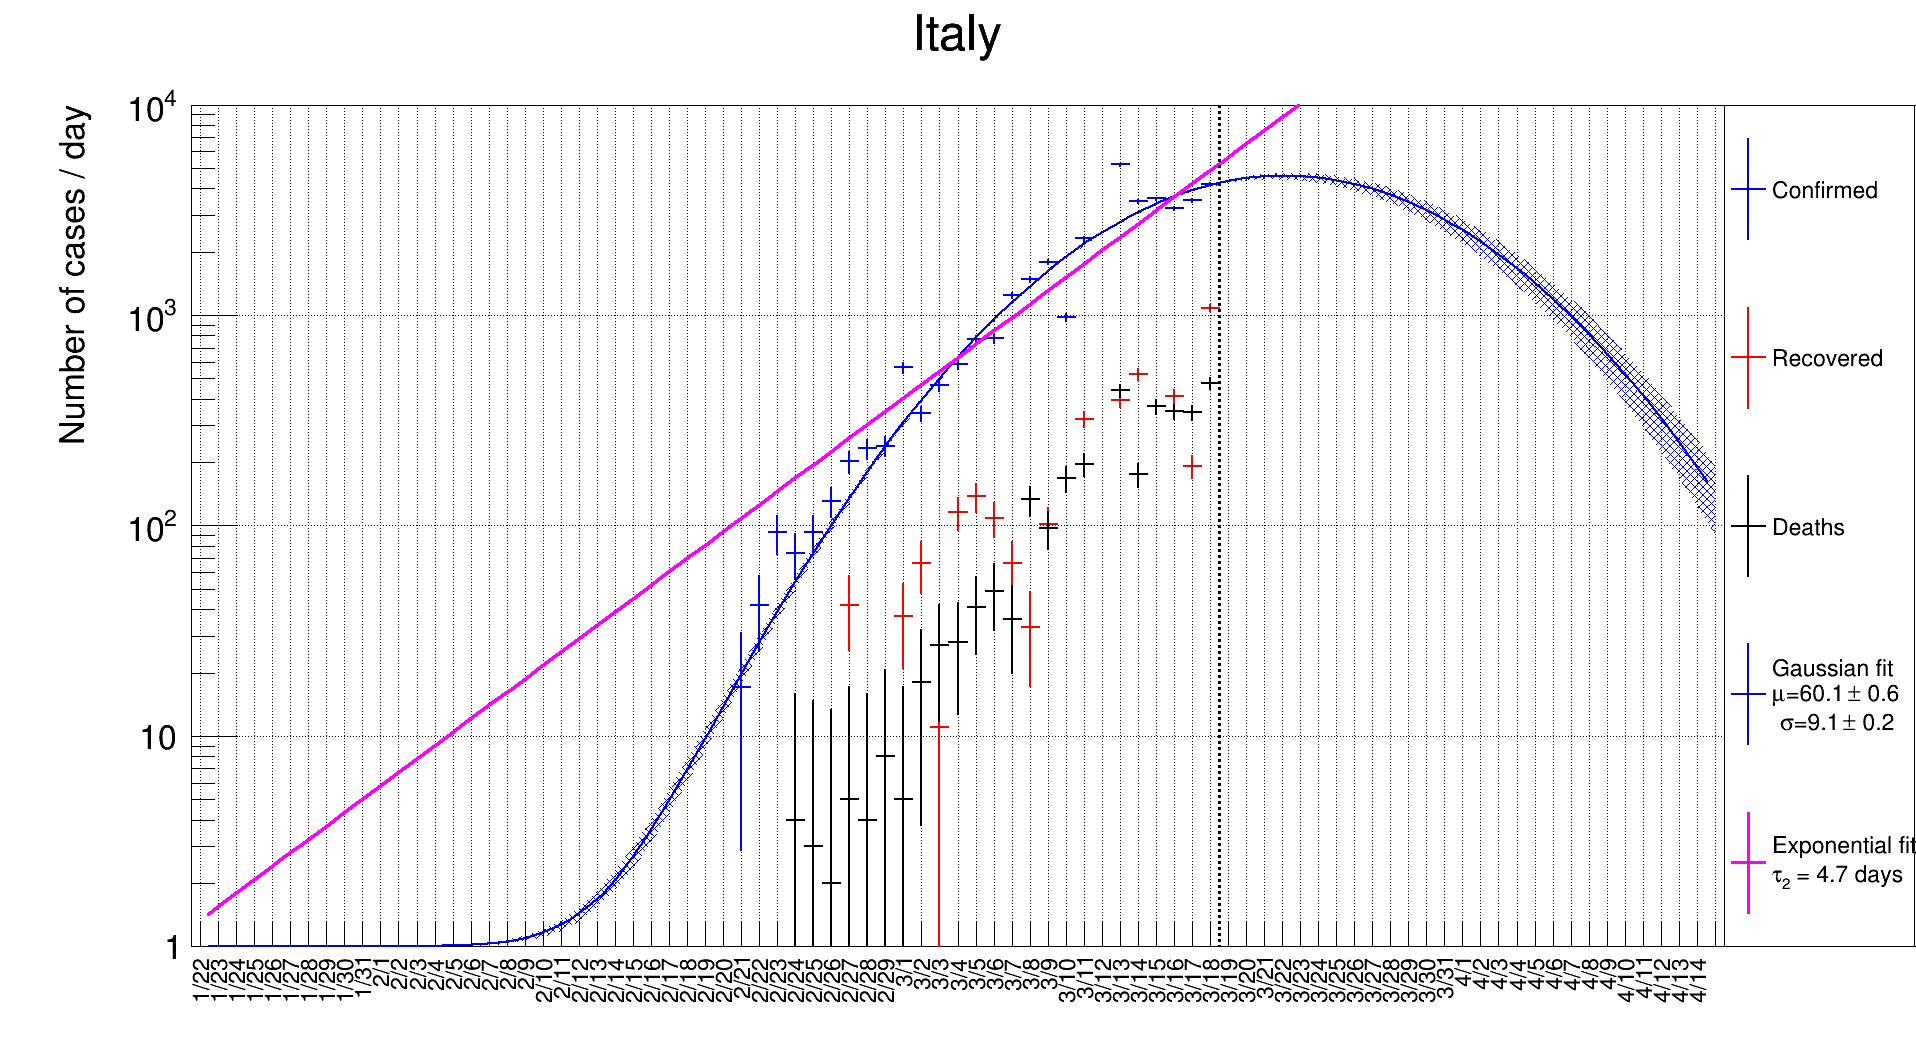 Italy
Number of cases / day
10⁴
10³
10²
10
1
1/22 1/23 1/24 1/25 1/26 1/27 1/28 1/29 1/30 1/31 2/1 2/2 2/3 2/4 2/5 2/6 2/7 2/8 2/9 2/10 2/11 2/12 2/13 2/14 2/15 2/16 2/17 2/18 2/19 2/20 2/21 2/22 2/23 2/24 2/25 2/26 2/27 2/28 2/29 3/1 3/2 3/3 3/4 3/5 3/6 3/7 3/8 3/9 3/10 3/11 3/12 3/13 3/14 3/15 3/16 3/17 3/18 3/19 3/20 3/21 3/22 3/23 3/24 3/25 3/26 3/27 3/28 3/29 3/30 3/31 4/1 4/2 4/3 4/4 4/5 4/6 4/7 4/8 4/9 4/10 4/11 4/12 4/13 4/14
Confirmed
Recovered
Deaths
Gaussian fit
μ=60.1 ± 0.6
σ=9.1 ± 0.2
Exponential fit
τ₂ = 4.7 days